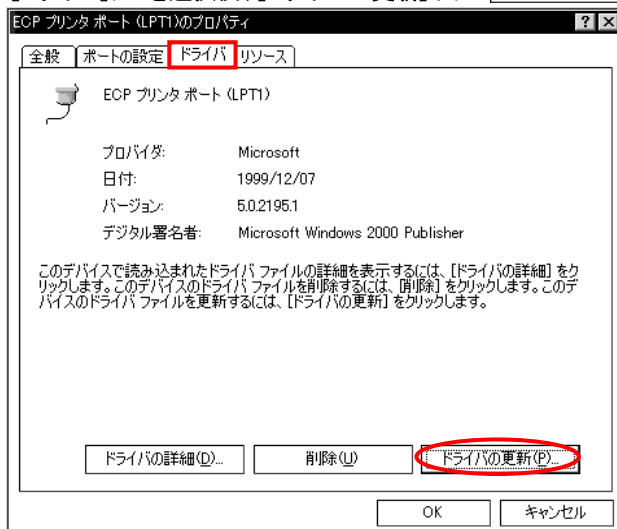 ECP プリンタ ポート (LPT1)のプロパティ
全般 ポートの設定 ドライバ リソース
ECP プリンタ ポート (LPT1)
プロバイダ: Microsoft
日付: 1999/12/07
バージョン: 5.0.2195.1
デジタル署名者: Microsoft Windows 2000 Publisher
このデバイスで読み込まれたドライバ ファイルの詳細を表示するには、[ドライバの詳細] をク
リックします。このデバイスのドライバ ファイルを削除するには、[削除] をクリックします。このデ
バイスのドライバ ファイルを更新するには、[ドライバの更新] をクリックします。
ドライバの詳細(D)... 削除(U) ドライバの更新(P)...
OK キャンセル